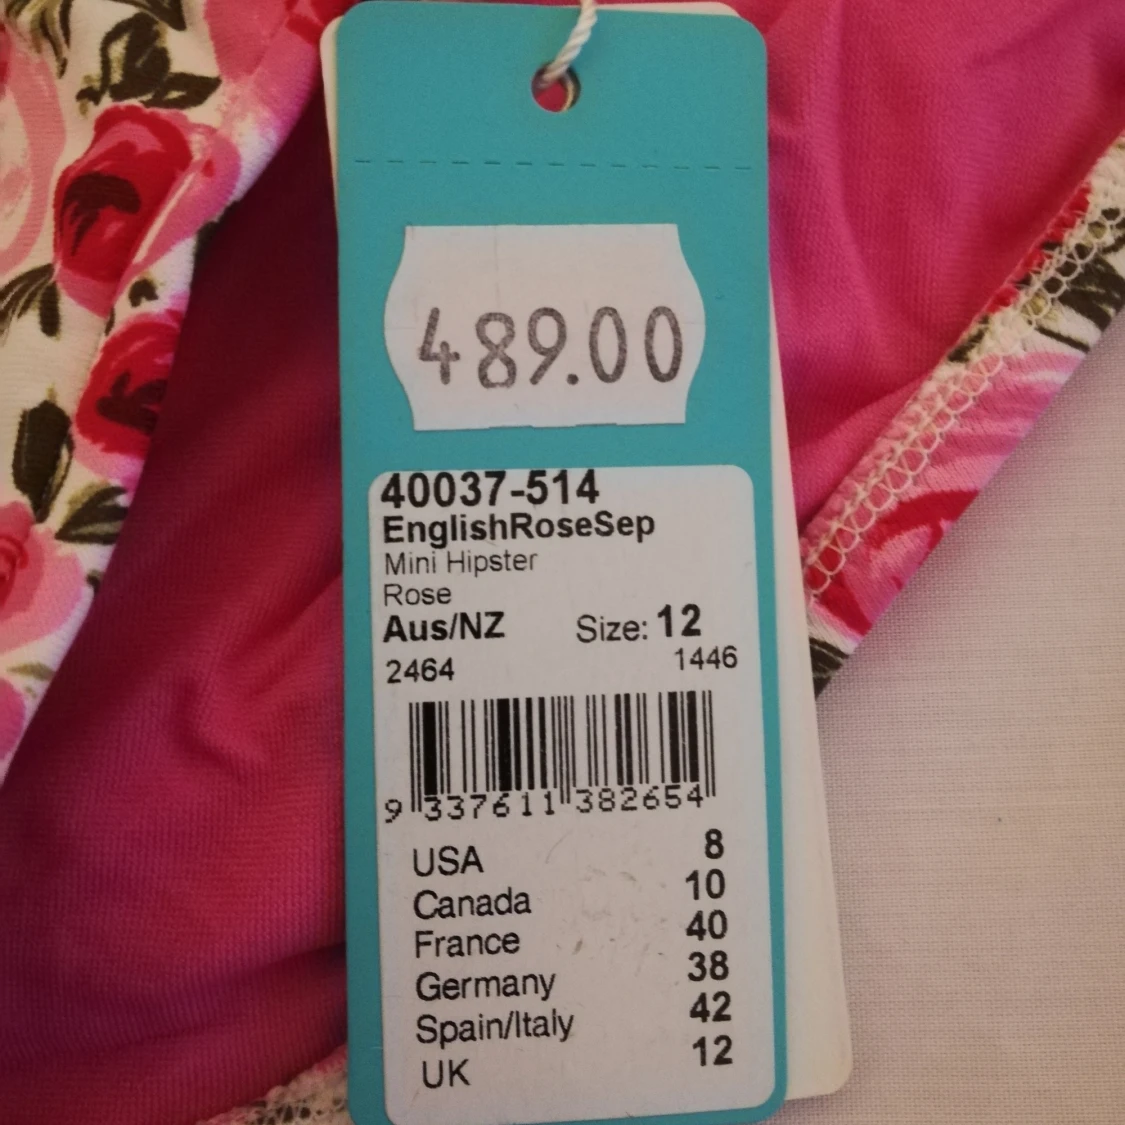 489.00
40037-514
EnglishRoseSep
Mini Hipster
Rose
Aus/NZ Size: 12
2464 1446
9 337611 382654
USA 8
Canada 10
France 40
Germany 38
Spain/Italy 42
UK 12